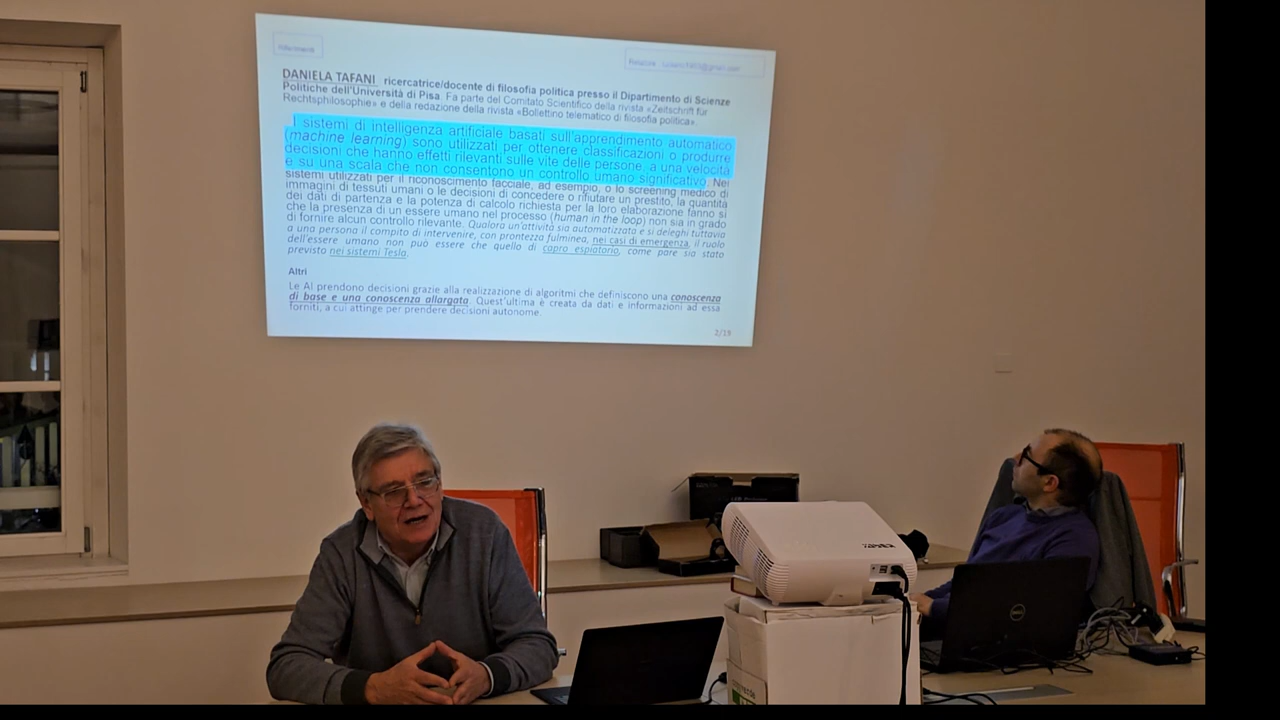 Riferimenti
DANIELA TAFANI ricercatrice/docente di filosofia politica presso il Dipartimento di Scienze
Politiche dell'Università di Pisa. Fa parte del Comitato Scientifico della rivista «Zeitschrift für
Rechtsphilosophie» e della redazione della rivista «Bollettino telematico di filosofia politica».
I sistemi di intelligenza artificiale basati sull'apprendimento automatico
(machine learning) sono utilizzati per ottenere classificazioni o produrre
decisioni che hanno effetti rilevanti sulle vite delle persone, a una velocità
e su una scala che non consentono un controllo umano significativo. Nei
sistemi utilizzati per il riconoscimento facciale, ad esempio, o lo screening medico di
immagini di tessuti umani o le decisioni di concedere o rifiutare un prestito, la quantità
dei dati di partenza e la potenza di calcolo richiesta per la loro elaborazione fanno sì
che la presenza di un essere umano nel processo (human in the loop) non sia in grado
di fornire alcun controllo rilevante. Qualora un'attività sia automatizzata e si deleghi tuttavia
a una persona il compito di intervenire, con prontezza fulminea, nei casi di emergenza, il ruolo
dell'essere umano non può essere che quello di capro espiatorio, come pare sia stato
previsto nei sistemi Tesla.
Altri
Le AI prendono decisioni grazie alla realizzazione di algoritmi che definiscono una conoscenza
di base e una conoscenza allargata. Quest'ultima è creata da dati e informazioni ad essa
forniti, a cui attinge per prendere decisioni autonome.
2/19
DELL